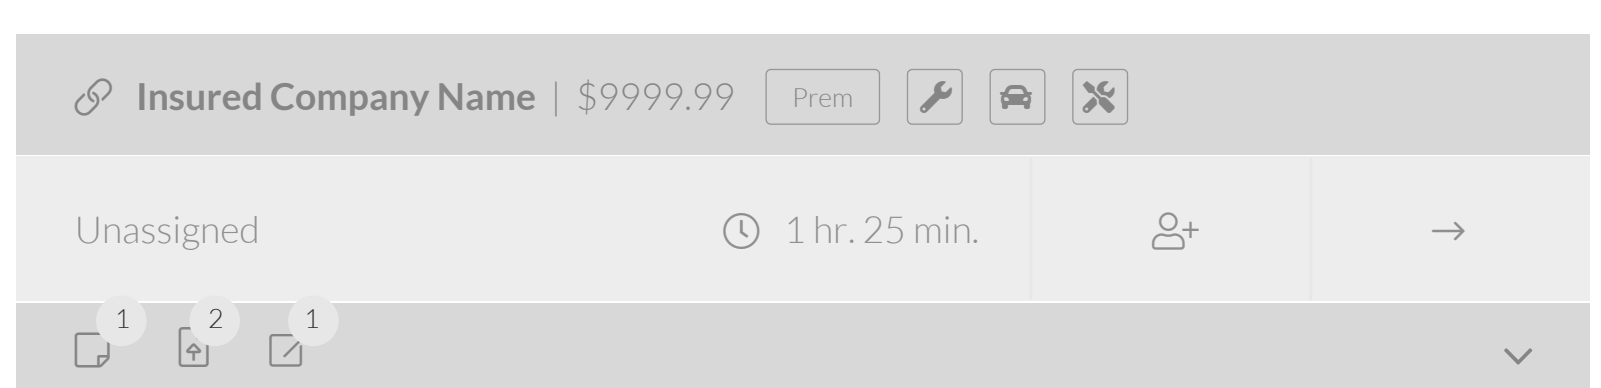 Insured Company Name | $9999.99 Prem
Unassigned 1 hr. 25 min.
1 2 1